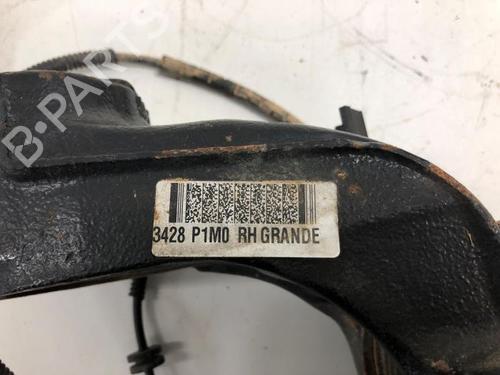 B-PARTS
3428 P1M0 RH GRANDE